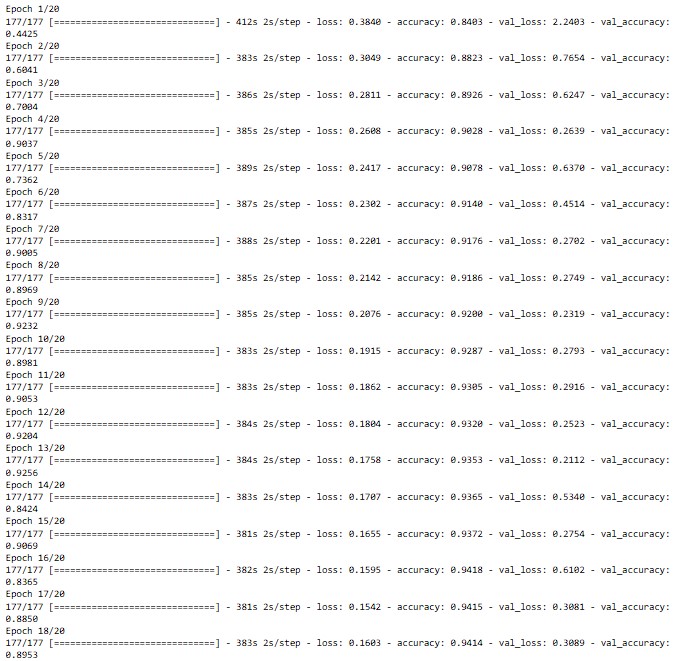 Epoch 1/20
177/177 [==============================] - 412s 2s/step - loss: 0.3840 - accuracy: 0.8403 - val_loss: 2.2403 - val_accuracy:
0.4425
Epoch 2/20
177/177 [==============================] - 383s 2s/step - loss: 0.3049 - accuracy: 0.8823 - val_loss: 0.7654 - val_accuracy:
0.6041
Epoch 3/20
177/177 [==============================] - 386s 2s/step - loss: 0.2811 - accuracy: 0.8926 - val_loss: 0.6247 - val_accuracy:
0.7004
Epoch 4/20
177/177 [==============================] - 385s 2s/step - loss: 0.2608 - accuracy: 0.9028 - val_loss: 0.2639 - val_accuracy:
0.9037
Epoch 5/20
177/177 [==============================] - 389s 2s/step - loss: 0.2417 - accuracy: 0.9078 - val_loss: 0.6370 - val_accuracy:
0.7362
Epoch 6/20
177/177 [==============================] - 387s 2s/step - loss: 0.2302 - accuracy: 0.9140 - val_loss: 0.4514 - val_accuracy:
0.8317
Epoch 7/20
177/177 [==============================] - 388s 2s/step - loss: 0.2201 - accuracy: 0.9176 - val_loss: 0.2702 - val_accuracy:
0.9005
Epoch 8/20
177/177 [==============================] - 385s 2s/step - loss: 0.2142 - accuracy: 0.9186 - val_loss: 0.2749 - val_accuracy:
0.8969
Epoch 9/20
177/177 [==============================] - 385s 2s/step - loss: 0.2076 - accuracy: 0.9200 - val_loss: 0.2319 - val_accuracy:
0.9232
Epoch 10/20
177/177 [==============================] - 383s 2s/step - loss: 0.1915 - accuracy: 0.9287 - val_loss: 0.2793 - val_accuracy:
0.8981
Epoch 11/20
177/177 [==============================] - 383s 2s/step - loss: 0.1862 - accuracy: 0.9305 - val_loss: 0.2916 - val_accuracy:
0.9053
Epoch 12/20
177/177 [==============================] - 384s 2s/step - loss: 0.1804 - accuracy: 0.9320 - val_loss: 0.2523 - val_accuracy:
0.9204
Epoch 13/20
177/177 [==============================] - 384s 2s/step - loss: 0.1758 - accuracy: 0.9353 - val_loss: 0.2112 - val_accuracy:
0.9256
Epoch 14/20
177/177 [==============================] - 383s 2s/step - loss: 0.1707 - accuracy: 0.9365 - val_loss: 0.5340 - val_accuracy:
0.8424
Epoch 15/20
177/177 [==============================] - 381s 2s/step - loss: 0.1655 - accuracy: 0.9372 - val_loss: 0.2754 - val_accuracy:
0.9069
Epoch 16/20
177/177 [==============================] - 382s 2s/step - loss: 0.1595 - accuracy: 0.9418 - val_loss: 0.6102 - val_accuracy:
0.8365
Epoch 17/20
177/177 [==============================] - 381s 2s/step - loss: 0.1542 - accuracy: 0.9415 - val_loss: 0.3081 - val_accuracy:
0.8850
Epoch 18/20
177/177 [==============================] - 383s 2s/step - loss: 0.1603 - accuracy: 0.9414 - val_loss: 0.3089 - val_accuracy:
0.8953